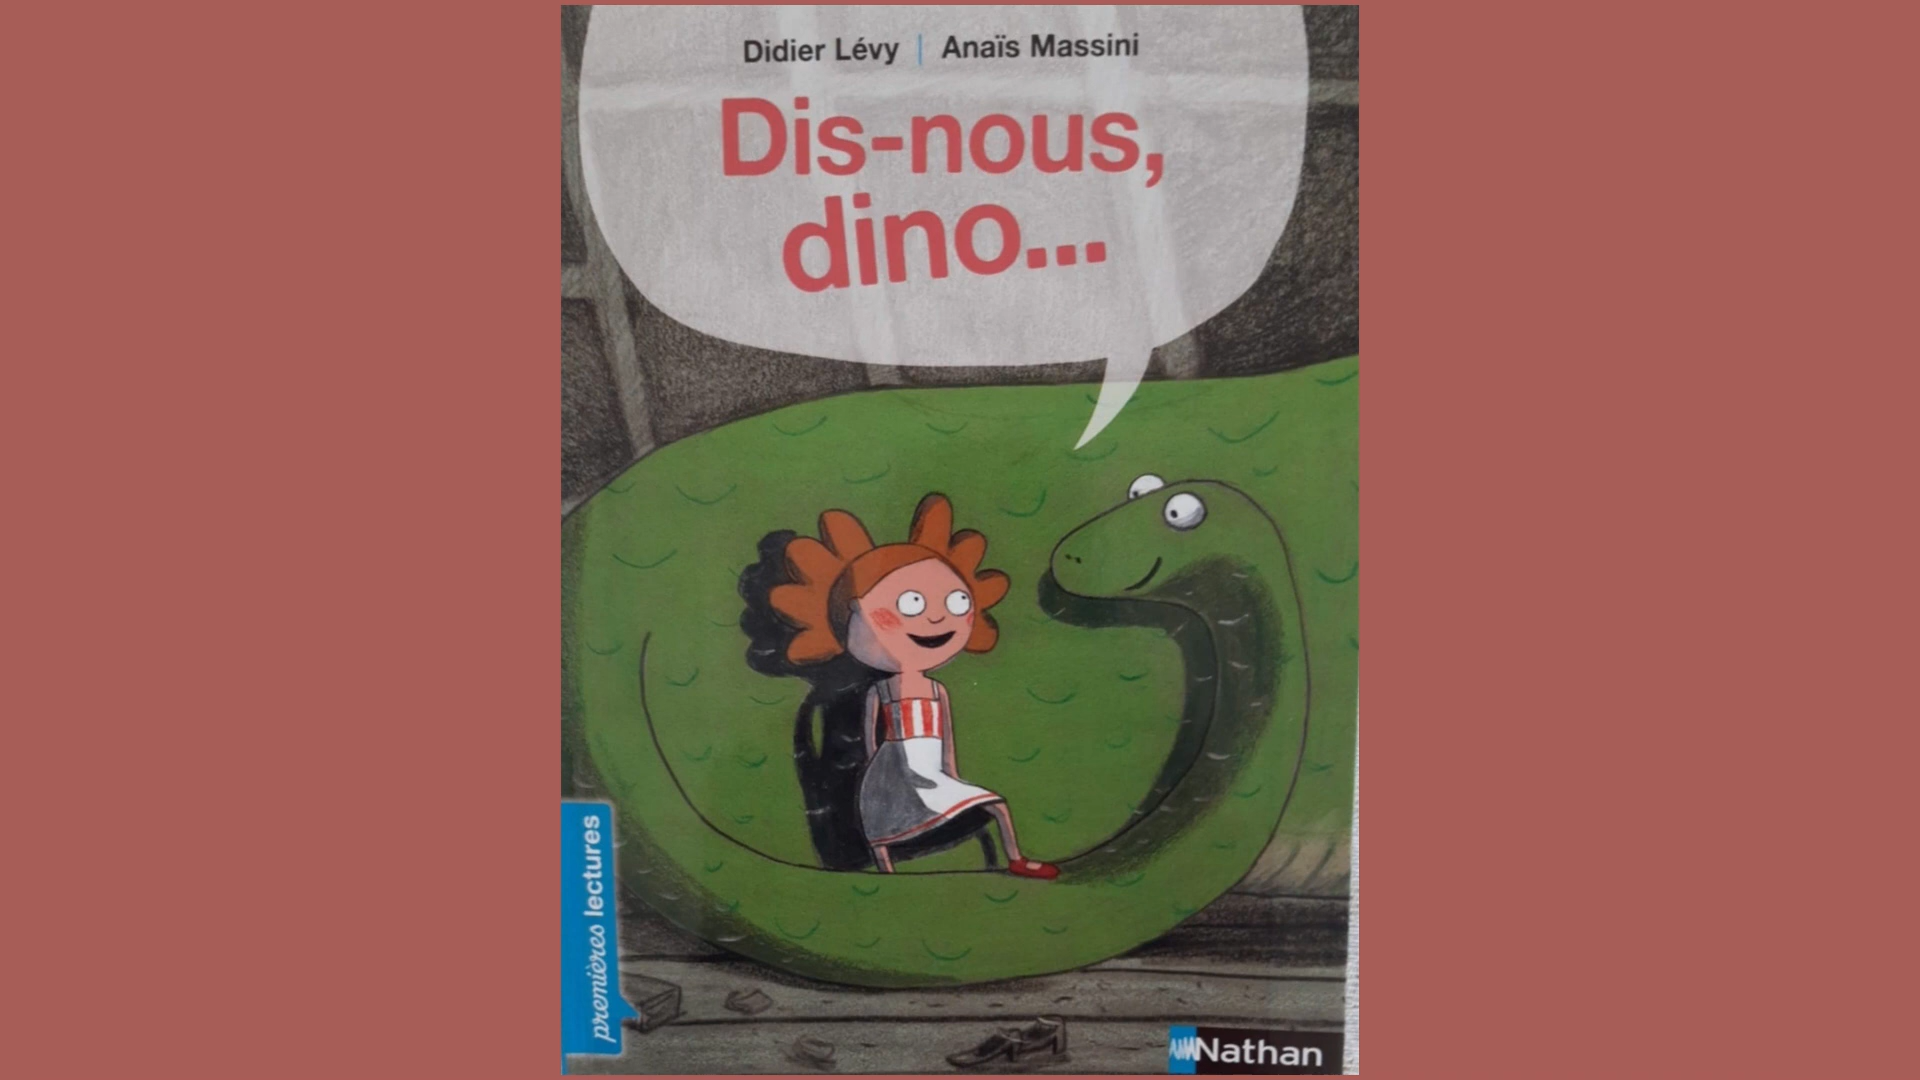 Didier Lévy | Anaïs Massini
Dis-nous,
dino...
premières lectures
Nathan